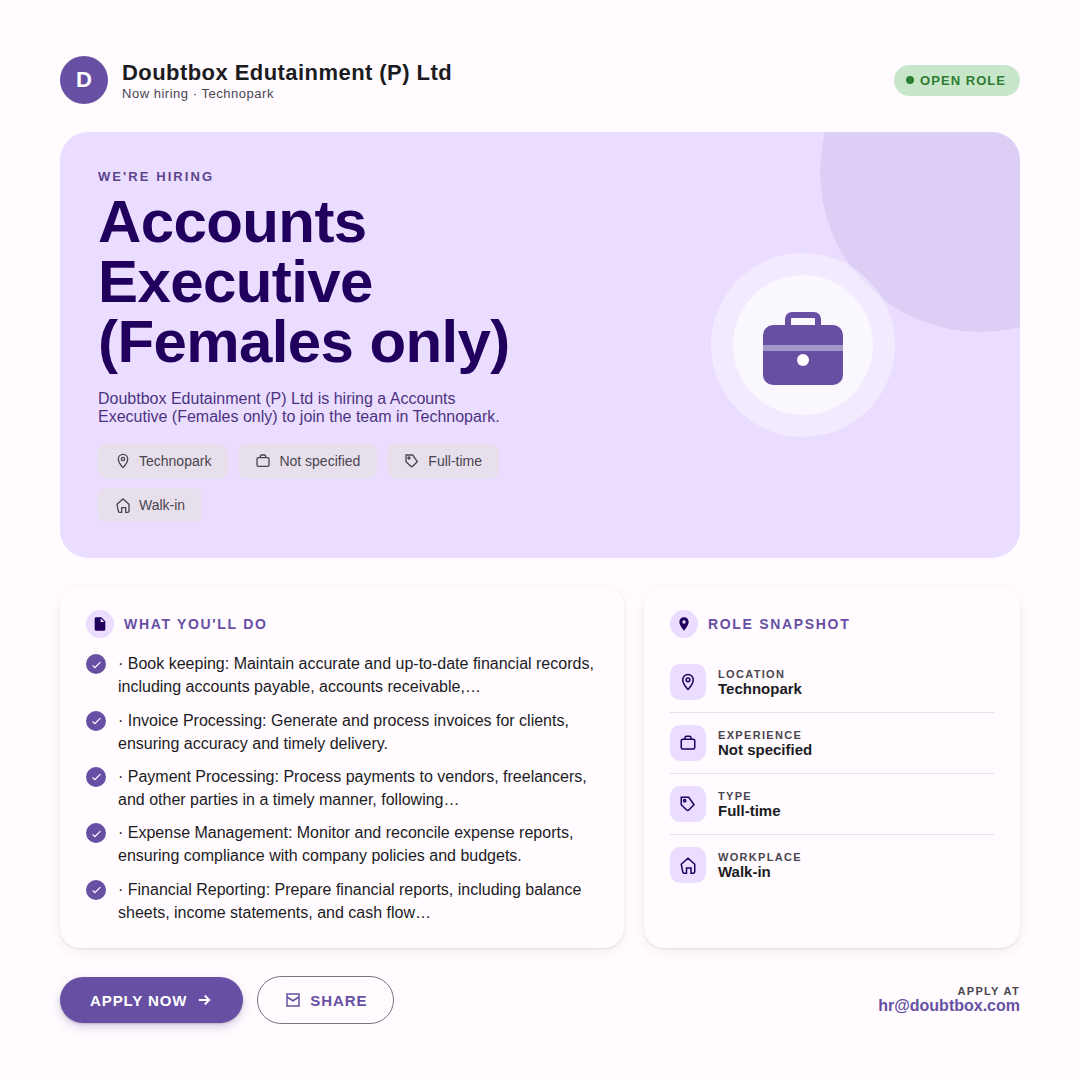 D
Doubtbox Edutainment (P) Ltd
Now hiring · Technopark
OPEN ROLE
WE'RE HIRING
Accounts
Executive
(Females only)
Doubtbox Edutainment (P) Ltd is hiring a Accounts
Executive (Females only) to join the team in Technopark.
Technopark
Not specified
Full-time
Walk-in
WHAT YOU'LL DO
· Book keeping: Maintain accurate and up-to-date financial records,
including accounts payable, accounts receivable,…
· Invoice Processing: Generate and process invoices for clients,
ensuring accuracy and timely delivery.
· Payment Processing: Process payments to vendors, freelancers,
and other parties in a timely manner, following…
· Expense Management: Monitor and reconcile expense reports,
ensuring compliance with company policies and budgets.
· Financial Reporting: Prepare financial reports, including balance
sheets, income statements, and cash flow…
ROLE SNAPSHOT
LOCATION
Technopark
EXPERIENCE
Not specified
TYPE
Full-time
WORKPLACE
Walk-in
APPLY NOW
SHARE
APPLY AT
hr@doubtbox.com